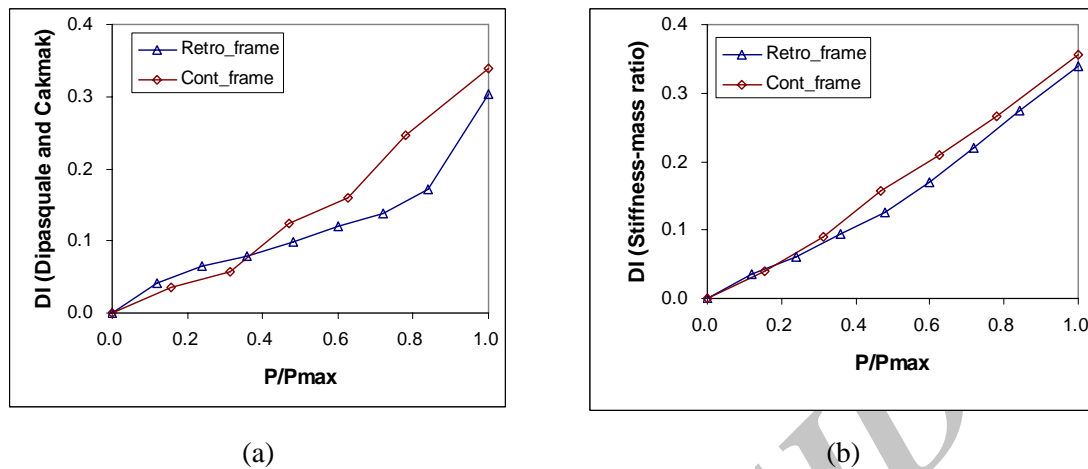 0.4
0.3
0.2
0.1
0.0
DI (Dipasquale and Cakmak)
Retro_frame
Cont_frame
0.0 0.2 0.4 0.6 0.8 1.0
P/Pmax
(a)
0.4
0.3
0.2
0.1
0.0
DI (Stiffness-mass ratio)
Retro_frame
Cont_frame
0.0 0.2 0.4 0.6 0.8 1.0
P/Pmax
(b)